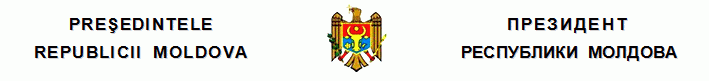 PREŞEDINTELE
REPUBLICII MOLDOVA
ПРЕЗИДЕНТ
РЕСПУБЛИКИ МОЛДОВА